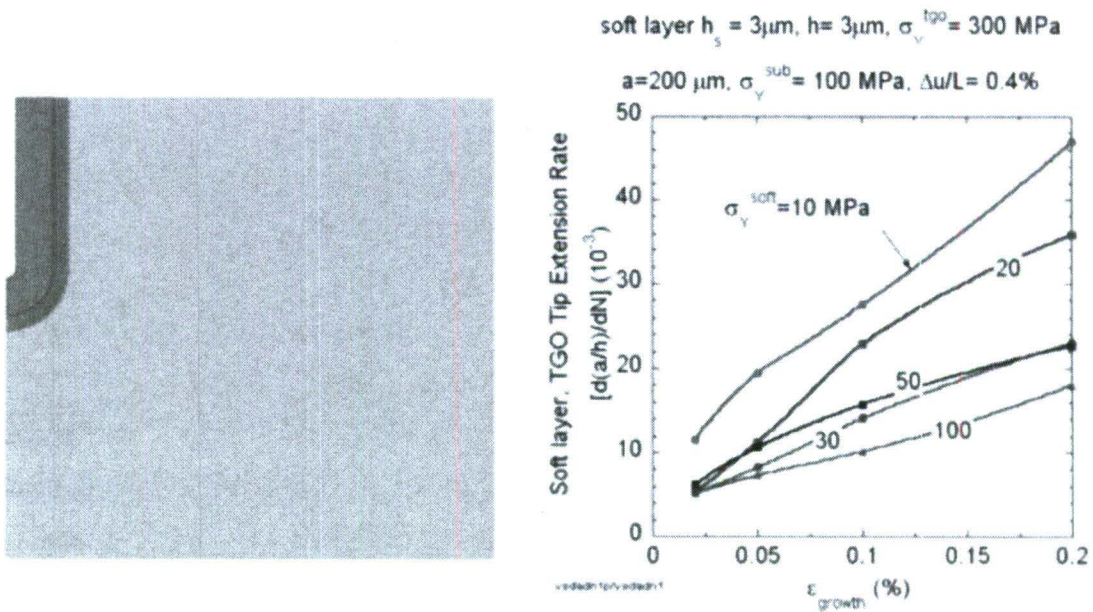 soft layer h_s = 3μm, h= 3μm, σ_Y^tgo= 300 MPa
a=200 μm, σ_Y^sub= 100 MPa, Δu/L= 0.4%
Soft layer, TGO Tip Extension Rate
[d(a/h)/dN] (10^-3)
50
40
30
20
10
0
σ_Y^soft=10 MPa
20
50
30
100
0
0.05
0.1
0.15
0.2
ε_growth (%)